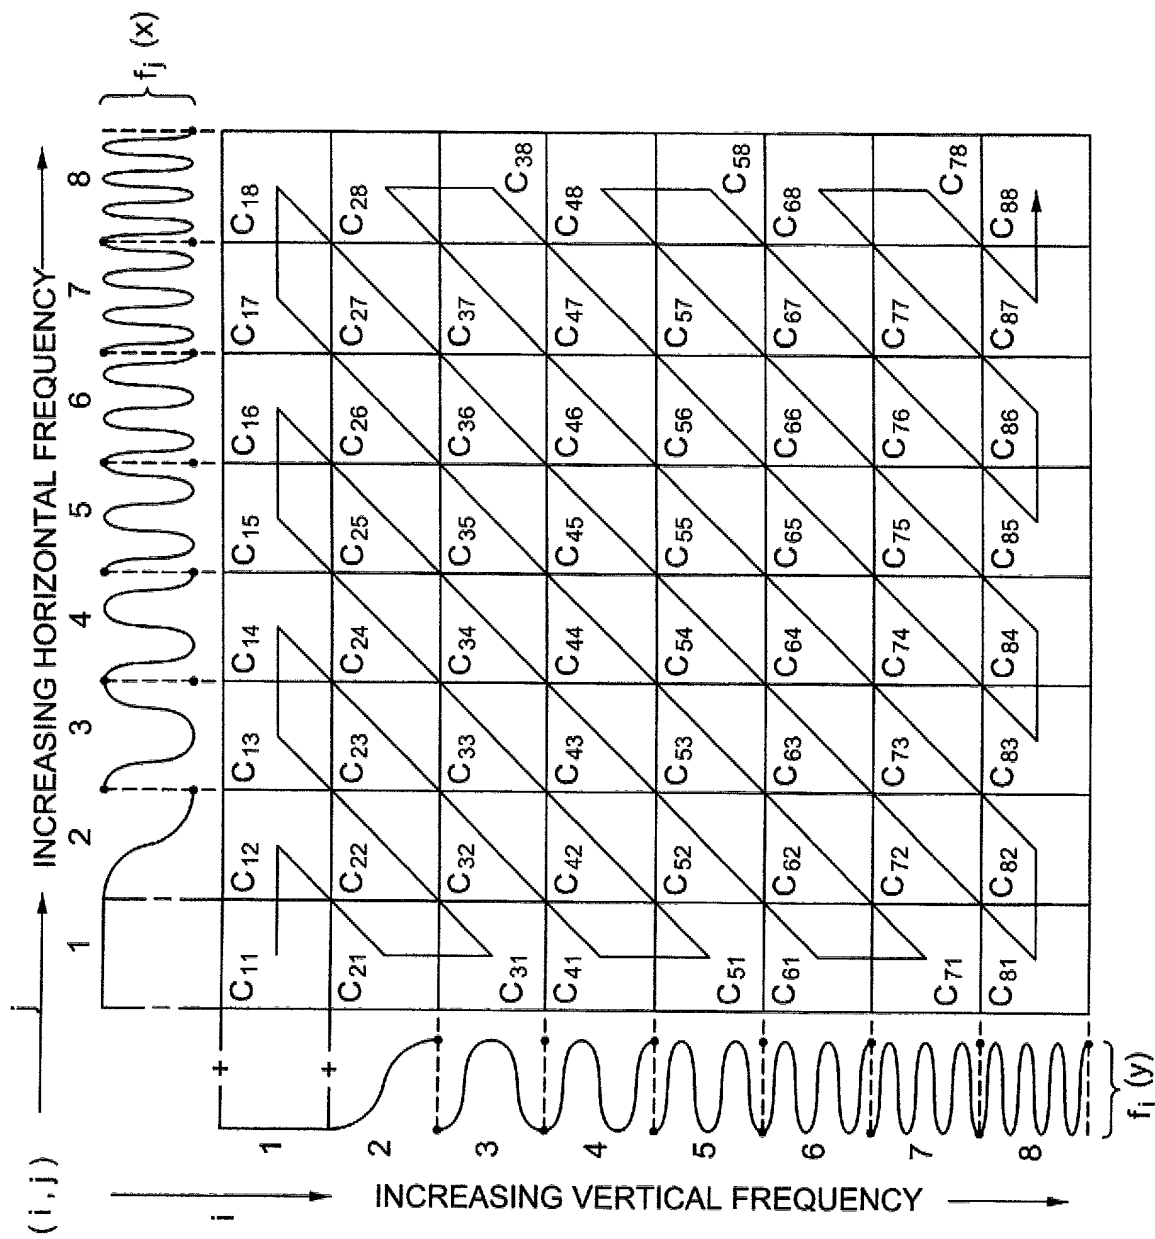 ( i , j )
j
INCREASING HORIZONTAL FREQUENCY
1 2 3 4 5 6 7 8
fj (x)
i
INCREASING VERTICAL FREQUENCY
1 2 3 4 5 6 7 8
fi (y)
+ +
C11 C12 C13 C14 C15 C16 C17 C18
C21 C22 C23 C24 C25 C26 C27 C28
C31 C32 C33 C34 C35 C36 C37 C38
C41 C42 C43 C44 C45 C46 C47 C48
C51 C52 C53 C54 C55 C56 C57 C58
C61 C62 C63 C64 C65 C66 C67 C68
C71 C72 C73 C74 C75 C76 C77 C78
C81 C82 C83 C84 C85 C86 C87 C88